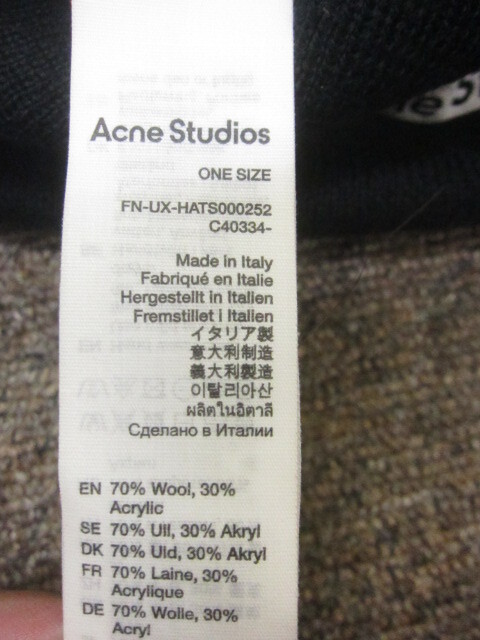 Acne Studios
ONE SIZE
FN-UX-HATS000252
C40334-
Made in Italy
Fabriqué en Italie
Hergestellt in Italien
Fremstillet i Italien
イタリア製
意大利制造
義大利製造
이탈리아산
ผลิตในอิตาลี
Сделано в Италии
EN 70% Wool, 30%
Acrylic
SE 70% Ull, 30% Akryl
DK 70% Uld, 30% Akryl
FR 70% Laine, 30%
Acrylique
DE 70% Wolle, 30%
Acryl